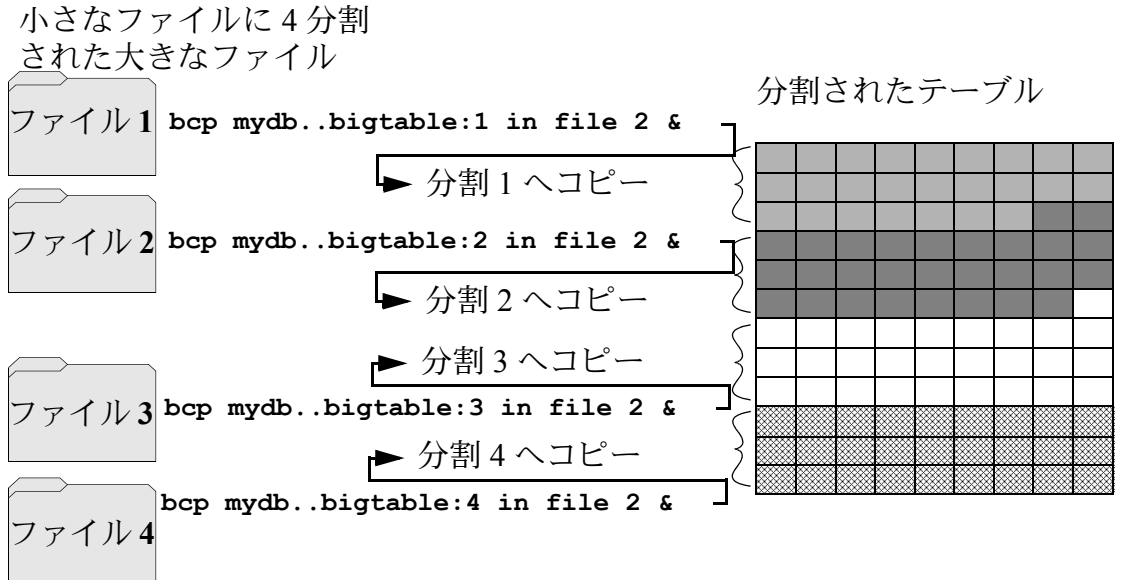 小さなファイルに 4 分割
された大きなファイル
分割されたテーブル
ファイル 1 bcp mydb..bigtable:1 in file 2 &
分割 1 へコピー
ファイル 2 bcp mydb..bigtable:2 in file 2 &
分割 2 へコピー
分割 3 へコピー
ファイル 3 bcp mydb..bigtable:3 in file 2 &
分割 4 へコピー
bcp mydb..bigtable:4 in file 2 &
ファイル 4